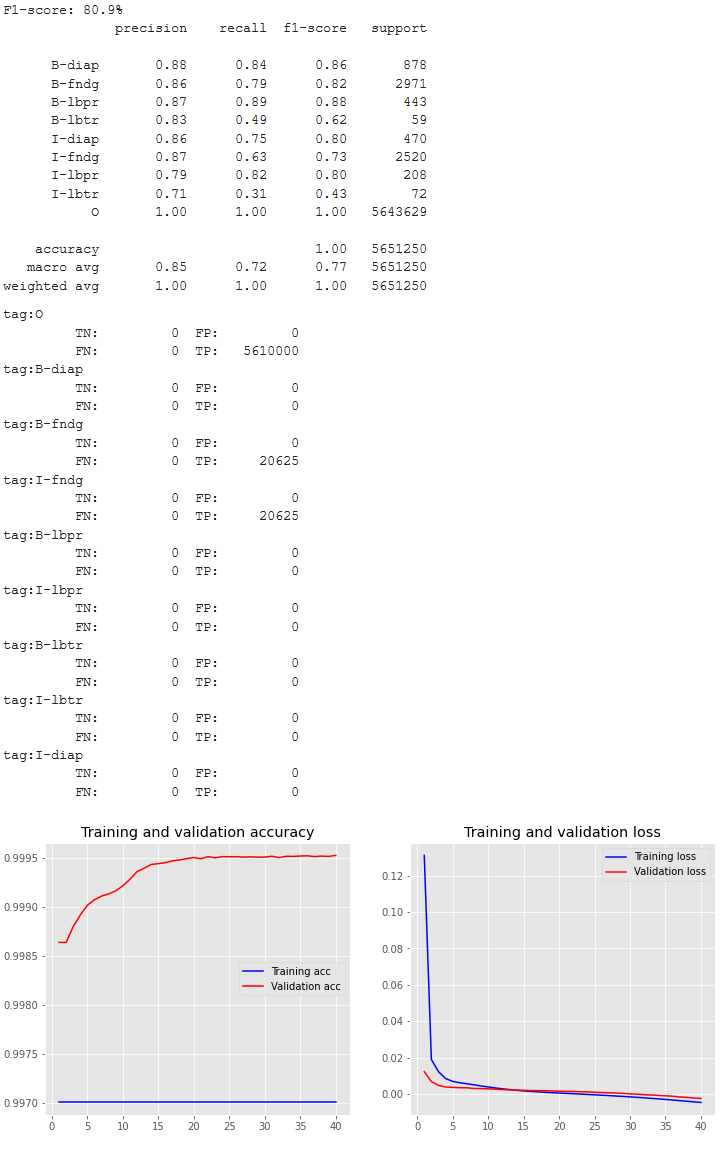 F1-score: 80.9%
precision recall f1-score support
B-diap 0.88 0.84 0.86 878
B-fndg 0.86 0.79 0.82 2971
B-lbpr 0.87 0.89 0.88 443
B-lbtr 0.83 0.49 0.62 59
I-diap 0.86 0.75 0.80 470
I-fndg 0.87 0.63 0.73 2520
I-lbpr 0.79 0.82 0.80 208
I-lbtr 0.71 0.31 0.43 72
O 1.00 1.00 1.00 5643629
accuracy 1.00 5651250
macro avg 0.85 0.72 0.77 5651250
weighted avg 1.00 1.00 1.00 5651250
tag:O
TN: 0 FP: 0
FN: 0 TP: 5610000
tag:B-diap
TN: 0 FP: 0
FN: 0 TP: 0
tag:B-fndg
TN: 0 FP: 0
FN: 0 TP: 20625
tag:I-fndg
TN: 0 FP: 0
FN: 0 TP: 20625
tag:B-lbpr
TN: 0 FP: 0
FN: 0 TP: 0
tag:I-lbpr
TN: 0 FP: 0
FN: 0 TP: 0
tag:B-lbtr
TN: 0 FP: 0
FN: 0 TP: 0
tag:I-lbtr
TN: 0 FP: 0
FN: 0 TP: 0
tag:I-diap
TN: 0 FP: 0
FN: 0 TP: 0
Training and validation accuracy
0.9995
0.9990
0.9985
0.9980
0.9975
0.9970
Training acc
Validation acc
0 5 10 15 20 25 30 35 40
Training and validation loss
0.12
0.10
0.08
0.06
0.04
0.02
0.00
Training loss
Validation loss
0 5 10 15 20 25 30 35 40